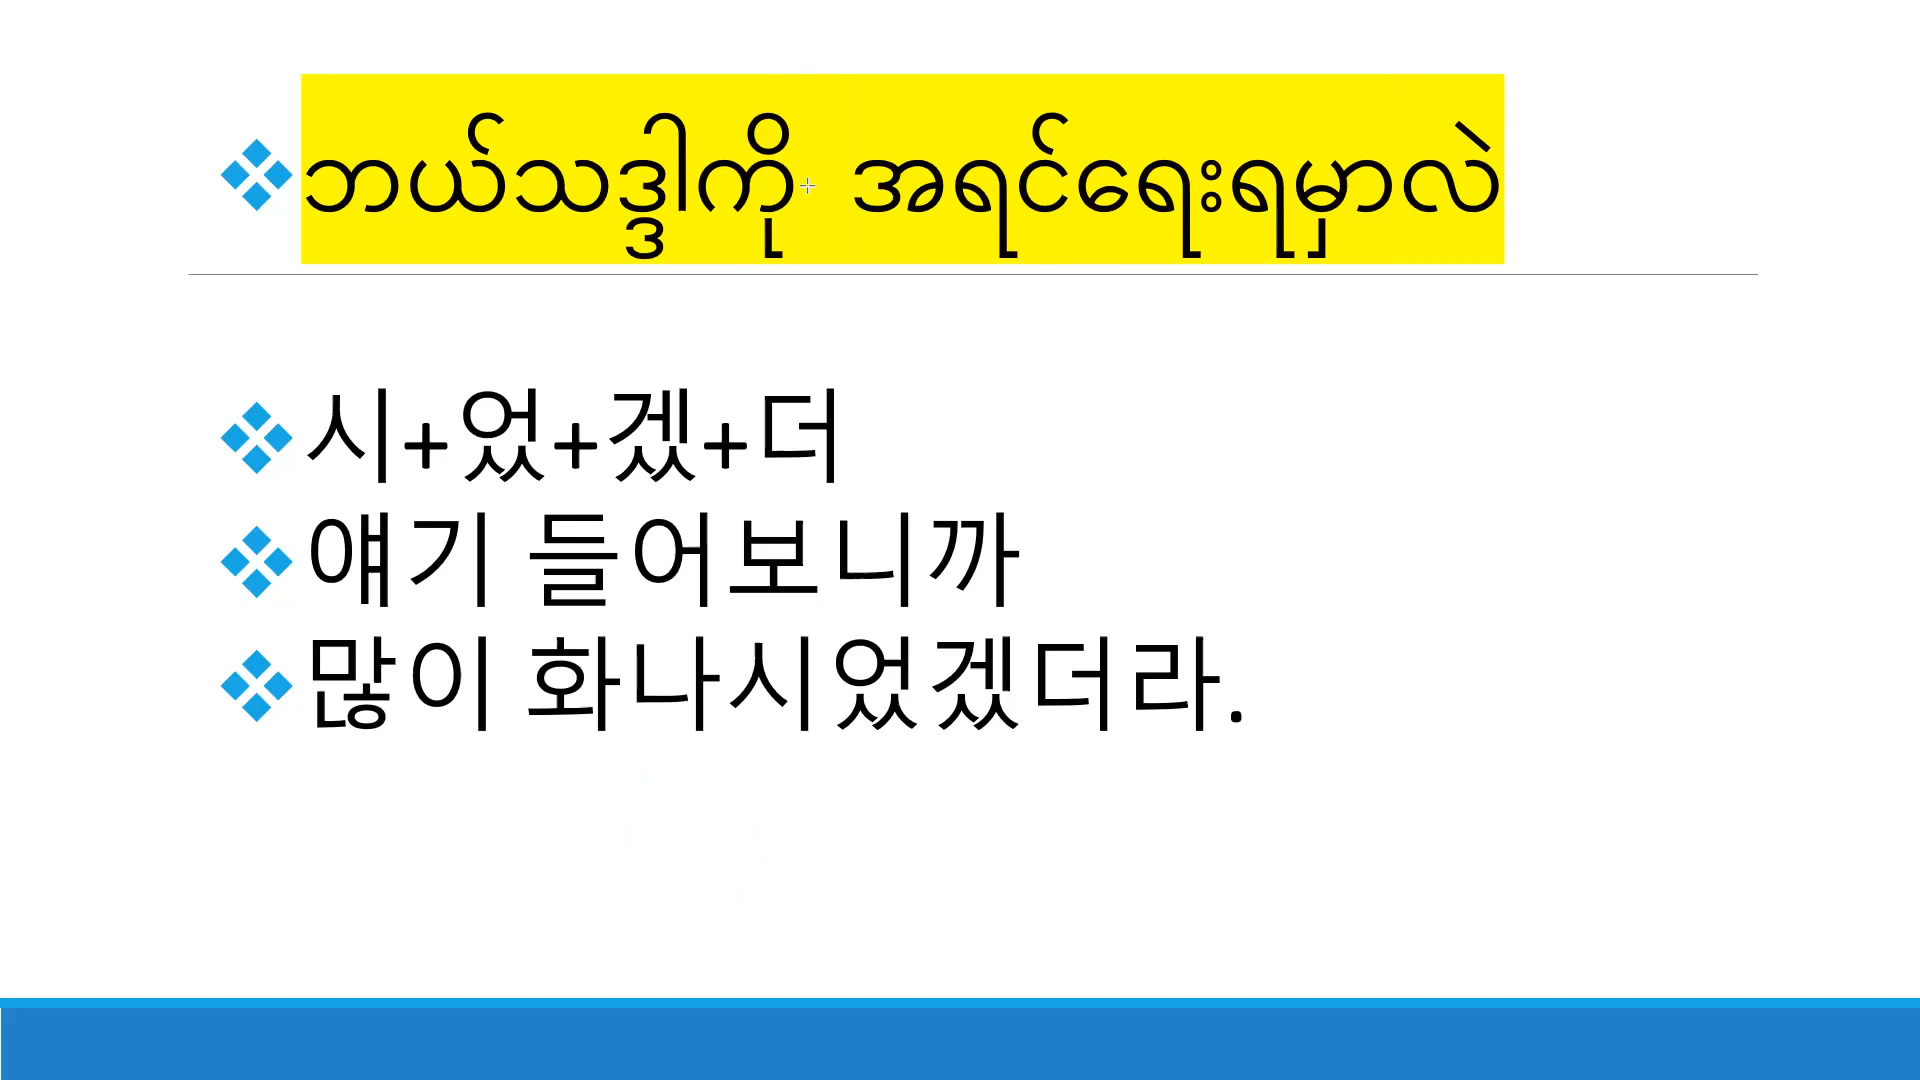 ဘယ်သဒ္ဒါကို အရင်ရေးရမှာလဲ
시+었+겠+더
얘기 들어보니까
많이 화나시었겠더라.